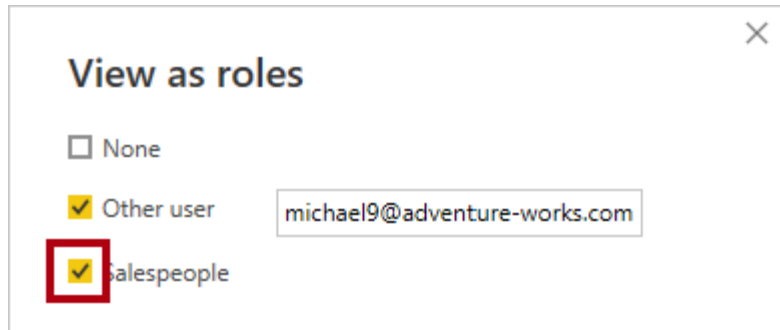 View as roles
None
Other user michael9@adventure-works.com
Salespeople